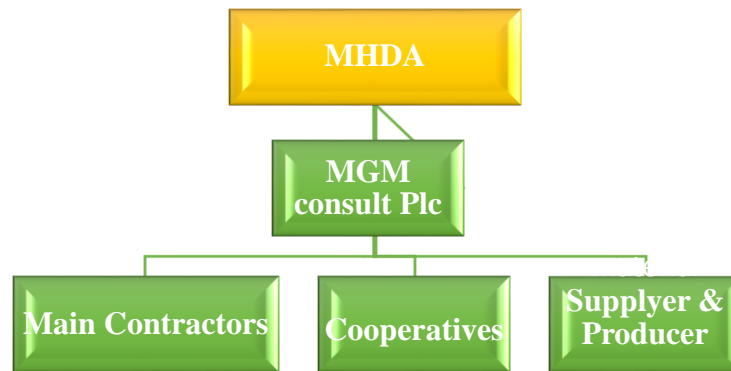 MHDA
MGM
consult Plc
Main Contractors
Cooperatives
Supplyer &
Producer